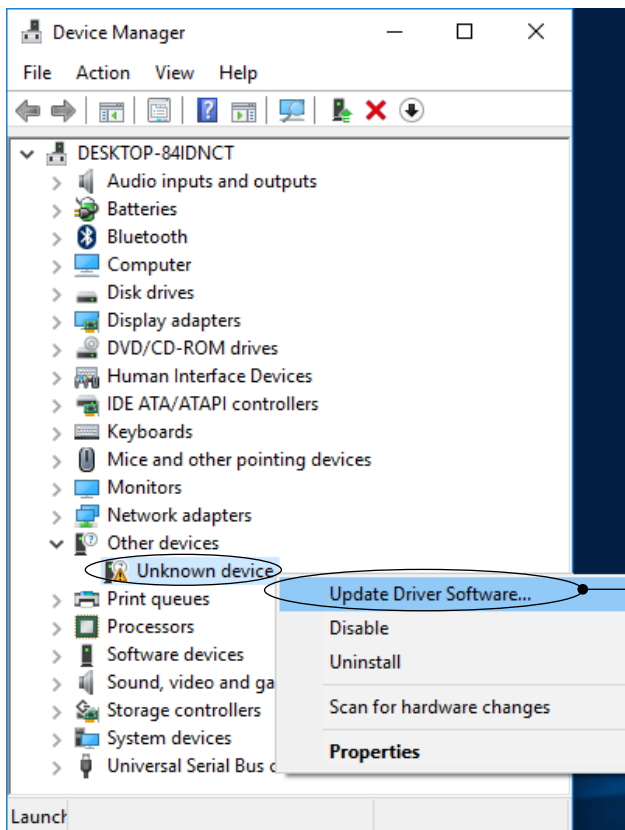 Device Manager
File Action View Help
DESKTOP-84IDNCT
Audio inputs and outputs
Batteries
Bluetooth
Computer
Disk drives
Display adapters
DVD/CD-ROM drives
Human Interface Devices
IDE ATA/ATAPI controllers
Keyboards
Mice and other pointing devices
Monitors
Network adapters
Other devices
Unknown device
Update Driver Software...
Print queues
Processors
Disable
Software devices
Uninstall
Sound, video and ga
Storage controllers
Scan for hardware changes
System devices
Properties
Universal Serial Bus c
Launch